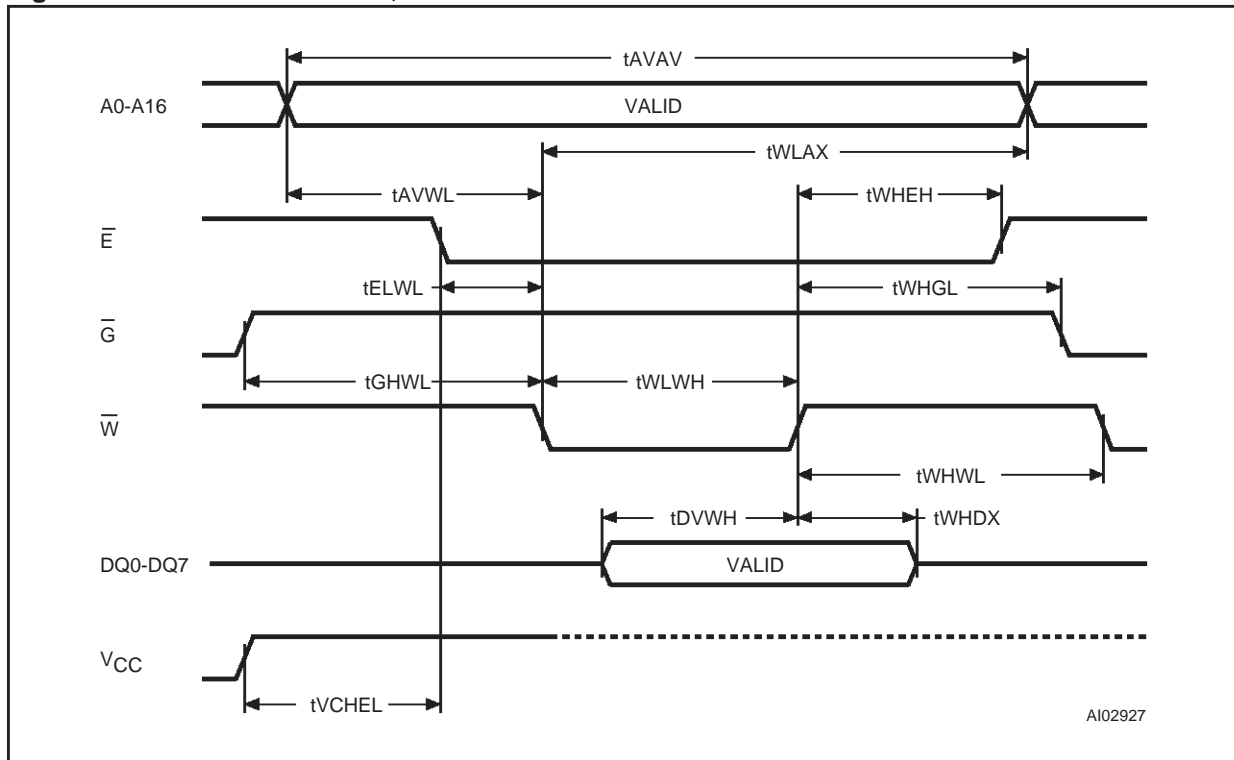 tAVAV
A0-A16
VALID
tWLAX
tAVWL
tWHEH
E
tELWL
tWHGL
G
tGHWL
tWLWH
W
tWHWL
tDVWH
tWHDX
DQ0-DQ7
VALID
VCC
tVCHEL
AI02927